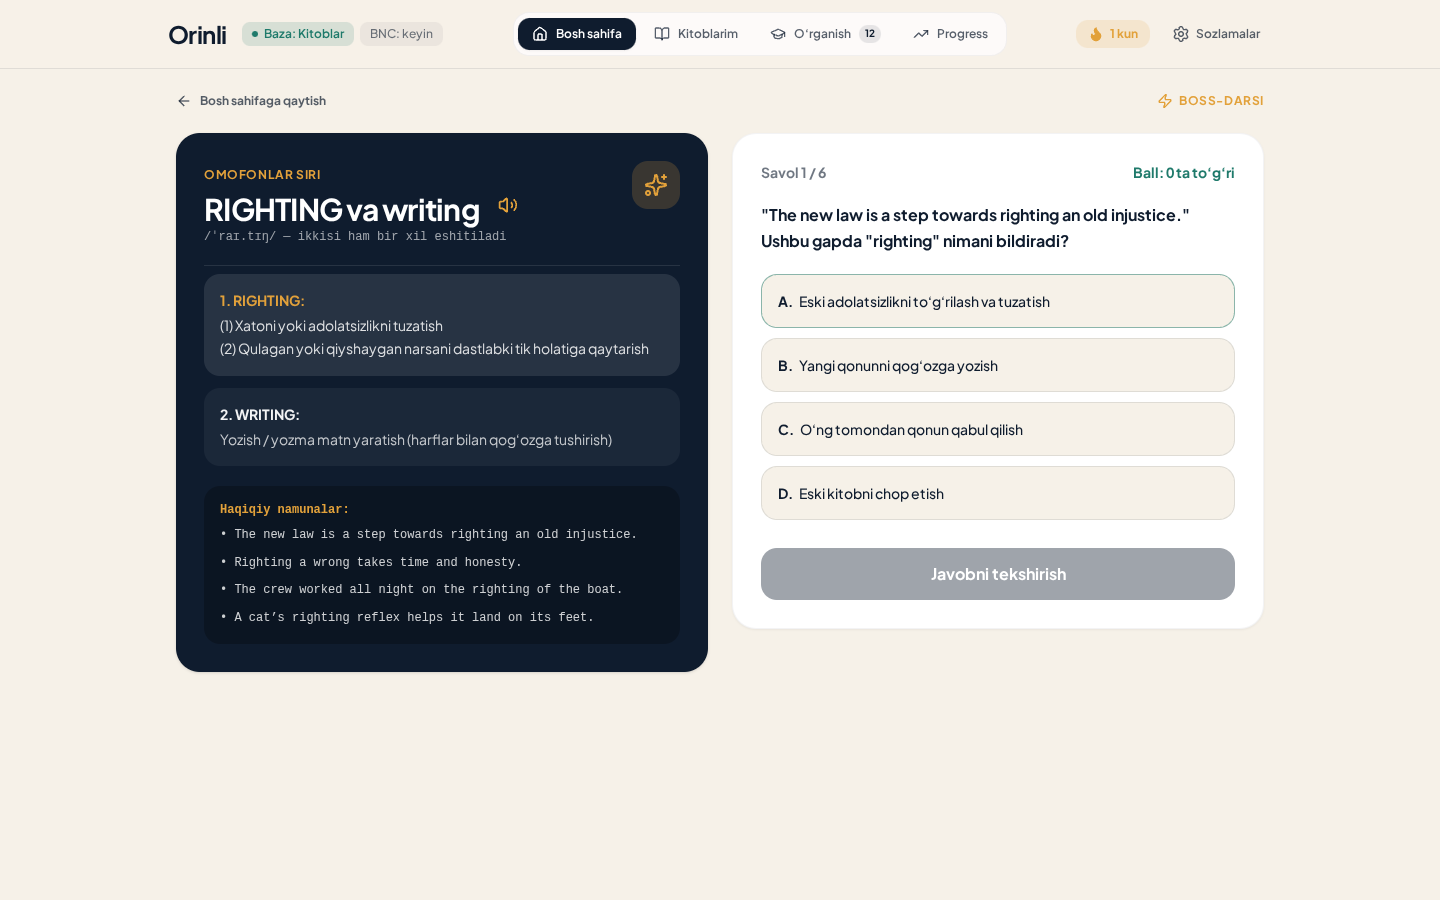 Orinli
Baza: Kitoblar
BNC: keyin
Bosh sahifa
Kitoblarim
O‘rganish 12
Progress
1 kun
Sozlamalar
Bosh sahifaga qaytish
BOSS-DARSI
OMOFONLAR SIRI
RIGHTING va writing
/ˈraɪ.tɪŋ/ — ikkisi ham bir xil eshitiladi
1. RIGHTING:
(1) Xatoni yoki adolatsizlikni tuzatish
(2) Qulagan yoki qiyshaygan narsani dastlabki tik holatiga qaytarish
2. WRITING:
Yozish / yozma matn yaratish (harflar bilan qog‘ozga tushirish)
Haqiqiy namunalar:
• The new law is a step towards righting an old injustice.
• Righting a wrong takes time and honesty.
• The crew worked all night on the righting of the boat.
• A cat’s righting reflex helps it land on its feet.
Savol 1 / 6
Ball: 0 ta to‘g‘ri
"The new law is a step towards righting an old injustice."
Ushbu gapda "righting" nimani bildiradi?
A. Eski adolatsizlikni to‘g‘rilash va tuzatish
B. Yangi qonunni qog‘ozga yozish
C. O‘ng tomondan qonun qabul qilish
D. Eski kitobni chop etish
Javobni tekshirish